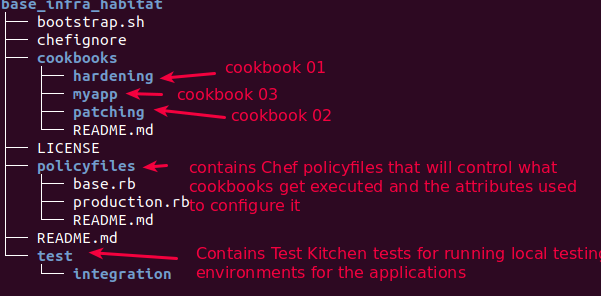 base_infra_habitat
bootstrap.sh
chefignore
cookbooks
hardening
cookbook 01
myapp
cookbook 03
patching
cookbook 02
README.md
LICENSE
policyfiles
contains Chef policyfiles that will control what
cookbooks get executed and the attributes used
to configure it
base.rb
production.rb
README.md
README.md
test
Contains Test Kitchen tests for running local testing
environments for the applications
integration